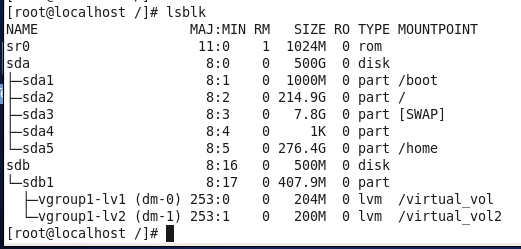 [root@localhost /]# lsblk
NAME                   MAJ:MIN RM   SIZE RO TYPE MOUNTPOINT
sr0                     11:0    1  1024M  0 rom
sda                      8:0    0   500G  0 disk
├─sda1                   8:1    0  1000M  0 part /boot
├─sda2                   8:2    0 214.9G  0 part /
├─sda3                   8:3    0   7.8G  0 part [SWAP]
├─sda4                   8:4    0     1K  0 part
└─sda5                   8:5    0 276.4G  0 part /home
sdb                      8:16   0   500M  0 disk
└─sdb1                   8:17   0 407.9M  0 part
  ├─vgroup1-lv1 (dm-0) 253:0    0   204M  0 lvm  /virtual_vol
  └─vgroup1-lv2 (dm-1) 253:1    0   200M  0 lvm  /virtual_vol2
[root@localhost /]#